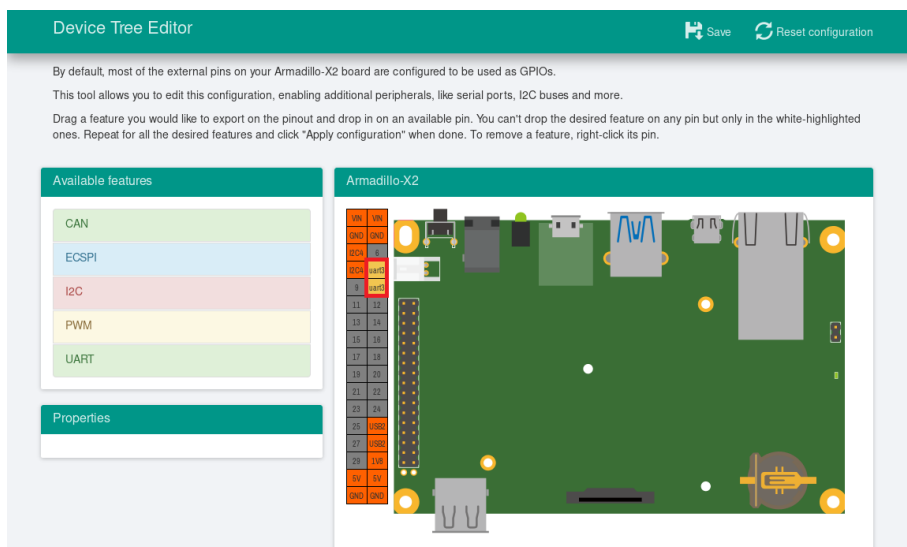 Device Tree Editor
Save
Reset configuration
By default, most of the external pins on your Armadillo-X2 board are configured to be used as GPIOs.
This tool allows you to edit this configuration, enabling additional peripherals, like serial ports, I2C buses and more.
Drag a feature you would like to export on the pinout and drop in on an available pin. You can't drop the desired feature on any pin but only in the white-highlighted
ones. Repeat for all the desired features and click "Apply configuration" when done. To remove a feature, right-click its pin.
Available features
CAN
ECSPI
I2C
PWM
UART
Properties
Armadillo-X2
VIN VIN
GND GND
I2C4 6
I2C4 uart3
9 uart3
11 12
13 14
15 16
17 18
19 20
21 22
23 24
25 USB2
27 USB2
29 1V8
5V 5V
GND GND